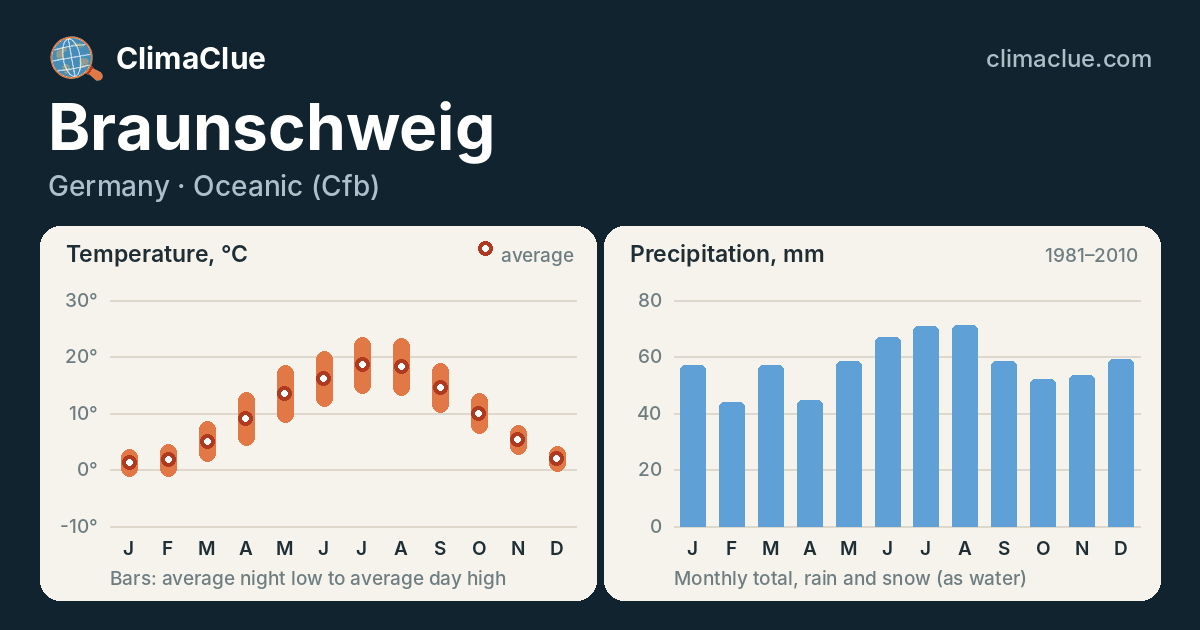 ClimaClue
climaclue.com
Braunschweig
Germany · Oceanic (Cfb)
Temperature, °C
average
30°
20°
10°
0°
-10°
J F M A M J J A S O N D
Bars: average night low to average day high
Precipitation, mm
1981–2010
80
60
40
20
0
J F M A M J J A S O N D
Monthly total, rain and snow (as water)